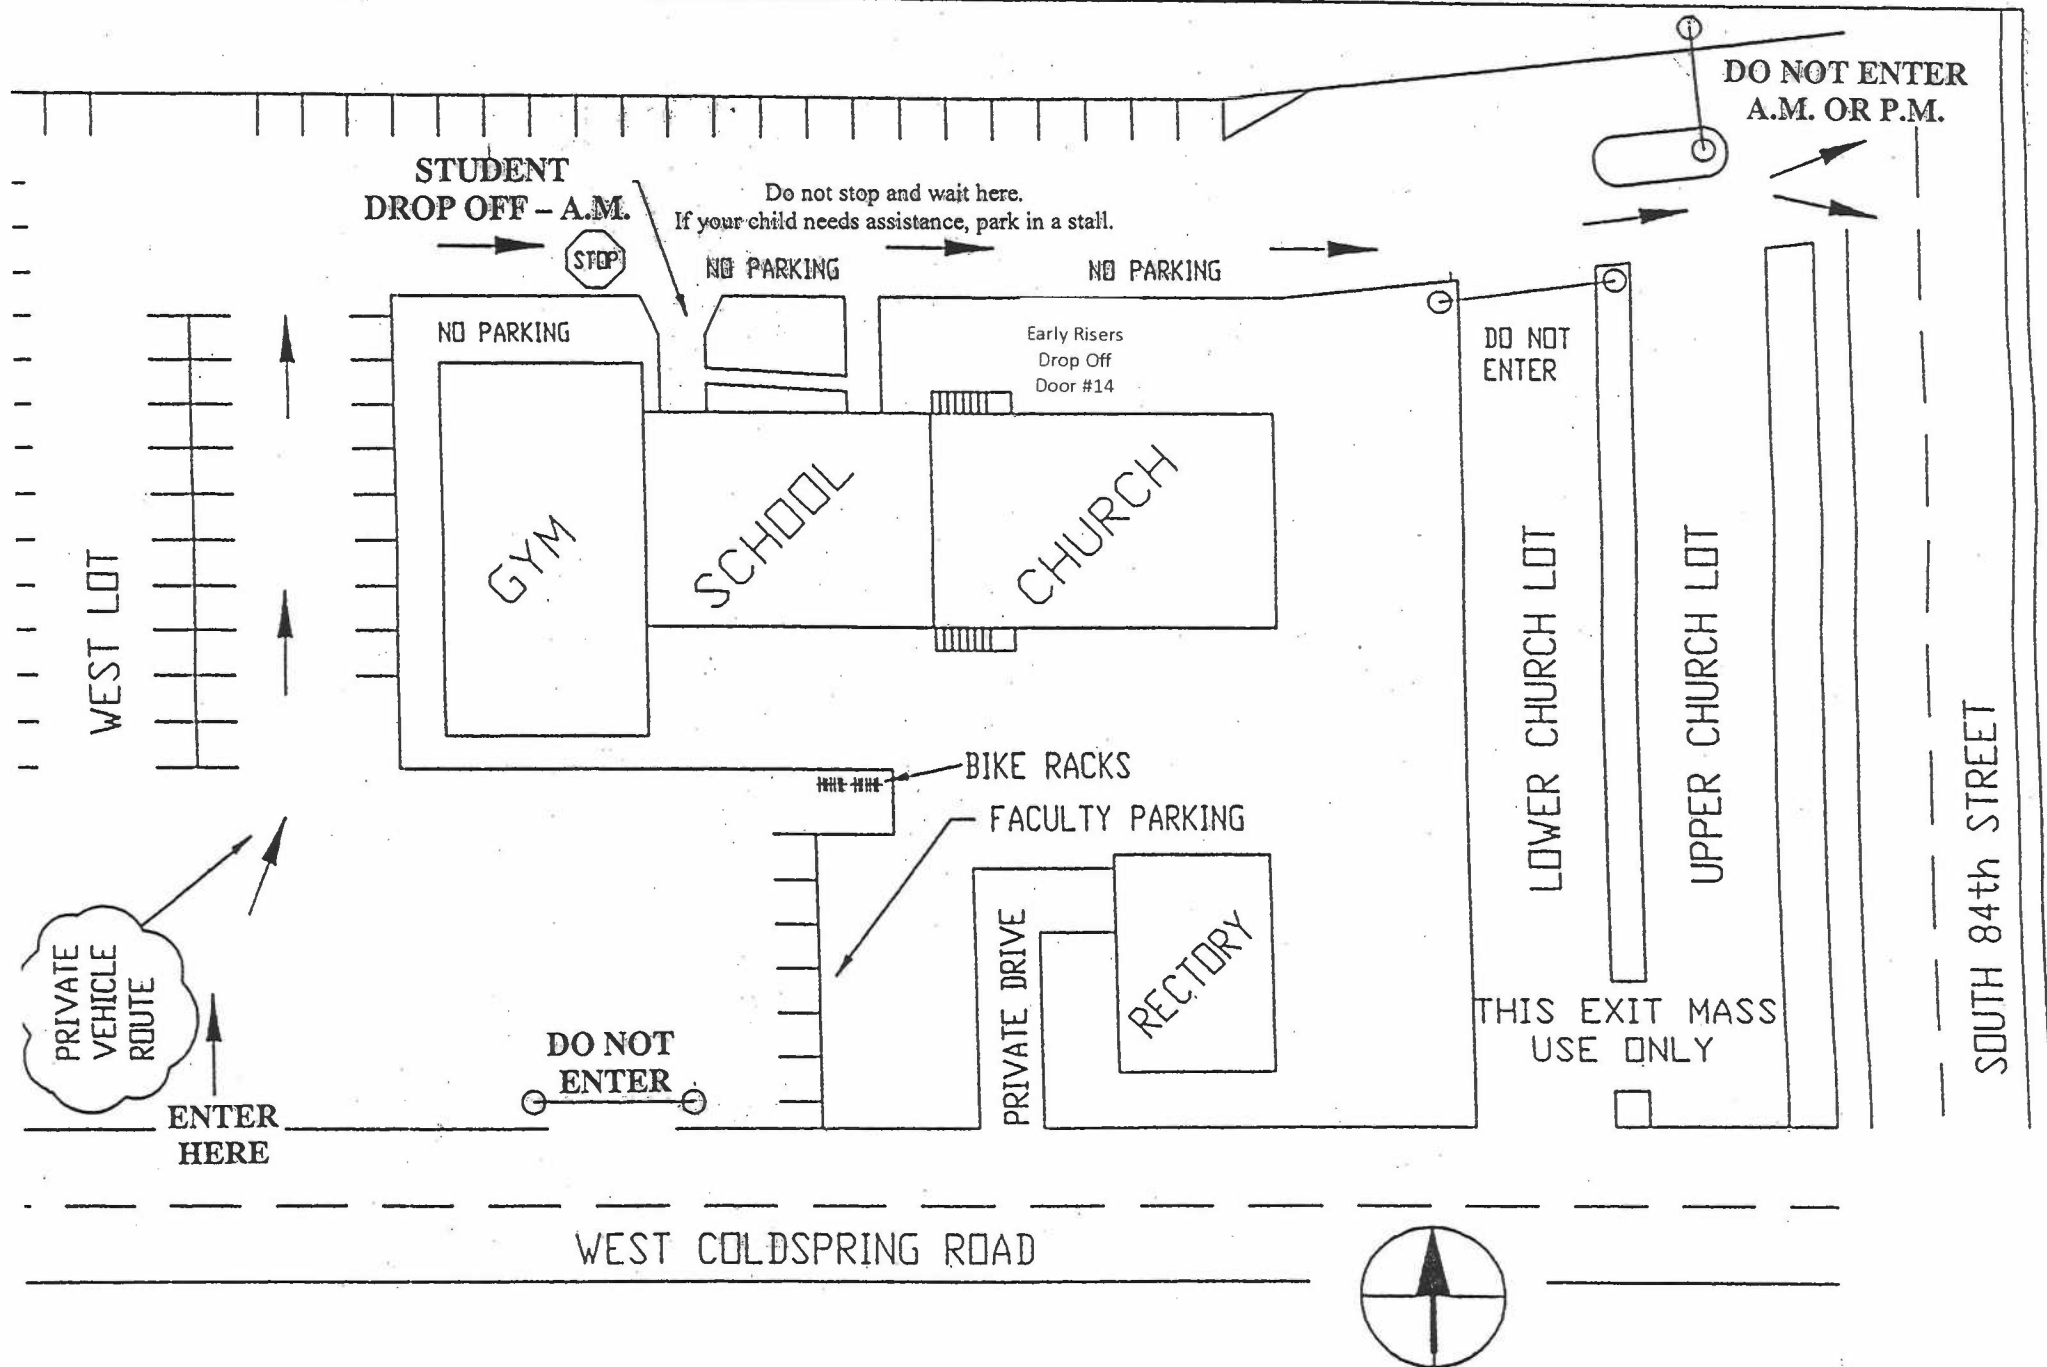 DO NOT ENTER
A.M. OR P.M.
STUDENT
DROP OFF – A.M.
Do not stop and wait here.
If your child needs assistance, park in a stall.
STOP
NO PARKING
NO PARKING
NO PARKING
Early Risers
Drop Off
Door #14
DO NOT
ENTER
GYM
SCHOOL
CHURCH
WEST LOT
LOWER CHURCH LOT
UPPER CHURCH LOT
SOUTH 84th STREET
BIKE RACKS
FACULTY PARKING
PRIVATE
VEHICLE
ROUTE
PRIVATE DRIVE
RECTORY
THIS EXIT MASS
USE ONLY
DO NOT
ENTER
ENTER
HERE
WEST COLDSPRING ROAD